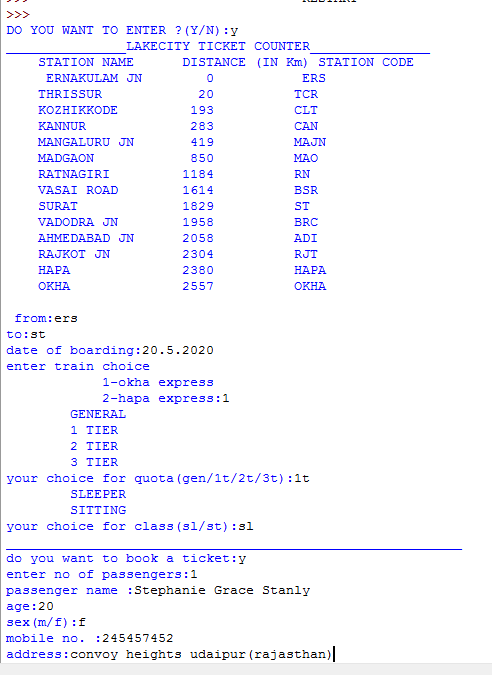 RESTART
>>>
DO YOU WANT TO ENTER ?(Y/N):y
________________LAKECITY TICKET COUNTER________________
STATION NAME DISTANCE (IN Km) STATION CODE
ERNAKULAM JN 0 ERS
THRISSUR 20 TCR
KOZHIKKODE 193 CLT
KANNUR 283 CAN
MANGALURU JN 419 MAJN
MADGAON 850 MAO
RATNAGIRI 1184 RN
VASAI ROAD 1614 BSR
SURAT 1829 ST
VADODRA JN 1958 BRC
AHMEDABAD JN 2058 ADI
RAJKOT JN 2304 RJT
HAPA 2380 HAPA
OKHA 2557 OKHA
from:ers
to:st
date of boarding:20.5.2020
enter train choice
1-okha express
2-hapa express:1
GENERAL
1 TIER
2 TIER
3 TIER
your choice for quota(gen/1t/2t/3t):1t
SLEEPER
SITTING
your choice for class(sl/st):sl
do you want to book a ticket:y
enter no of passengers:1
passenger name :Stephanie Grace Stanly
age:20
sex(m/f):f
mobile no. :245457452
address:convoy heights udaipur(rajasthan)